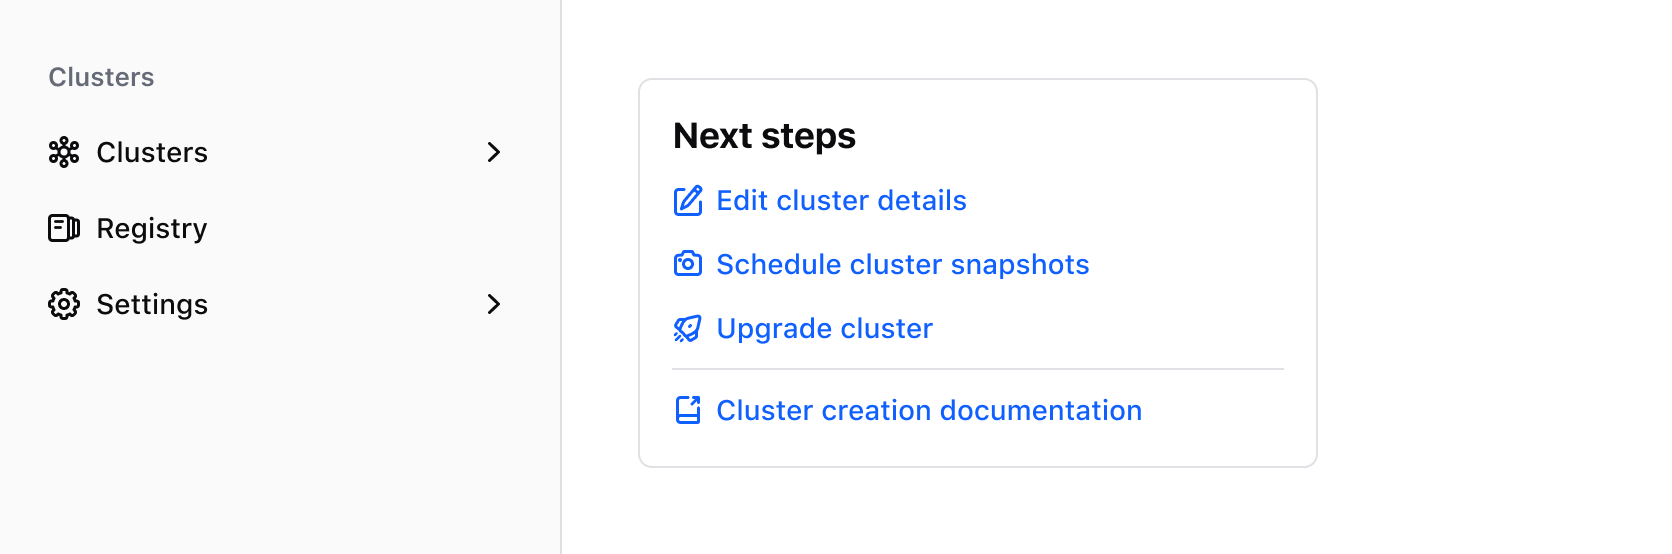 Clusters
Clusters
Registry
Settings
Next steps
Edit cluster details
Schedule cluster snapshots
Upgrade cluster
Cluster creation documentation